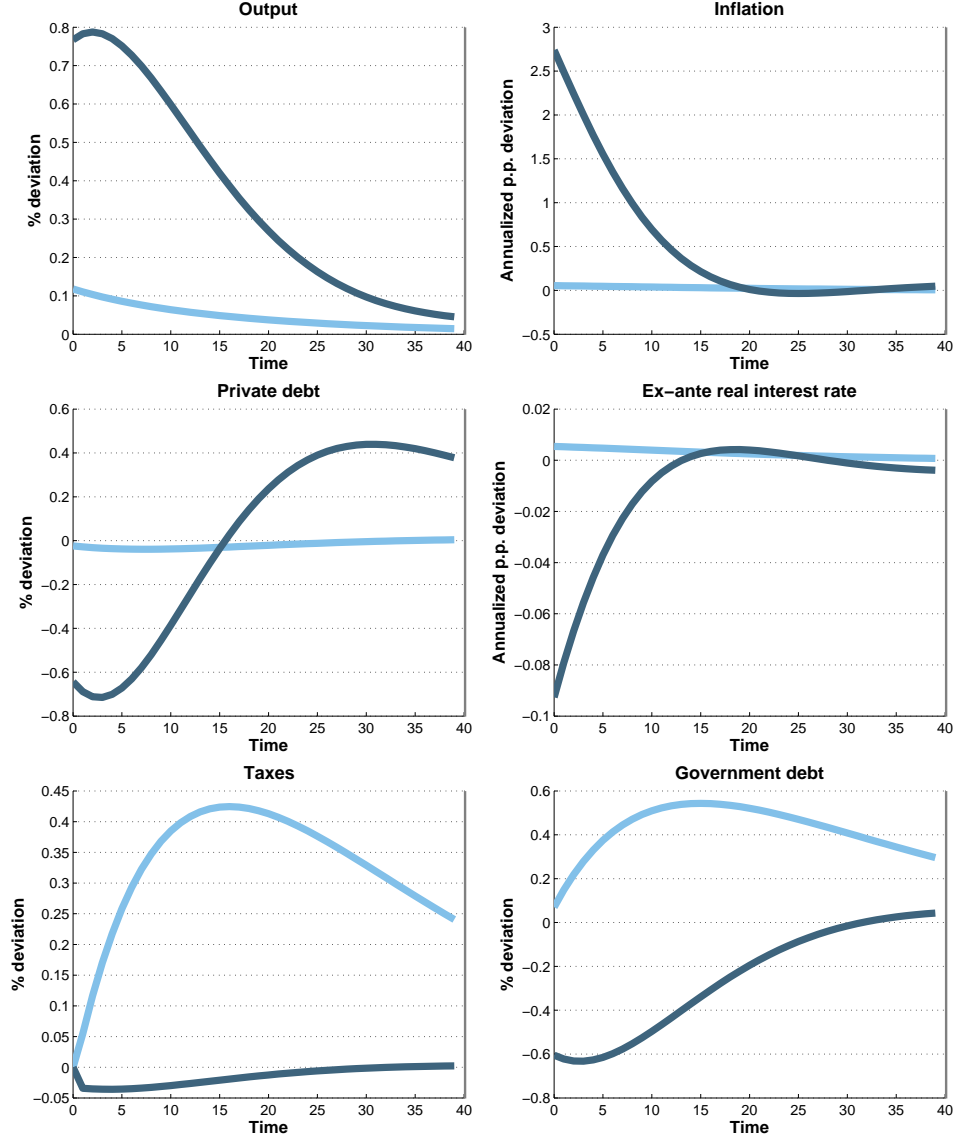 Output
0.8
0.7
0.6
0.5
0.4
0.3
0.2
0.1
0
% deviation
0 5 10 15 20 25 30 35 40
Time
Inflation
3
2.5
2
1.5
1
0.5
0
−0.5
Annualized p.p. deviation
0 5 10 15 20 25 30 35 40
Time
Private debt
0.6
0.4
0.2
0
−0.2
−0.4
−0.6
−0.8
% deviation
0 5 10 15 20 25 30 35 40
Time
Ex−ante real interest rate
0.02
0
−0.02
−0.04
−0.06
−0.08
−0.1
Annualized p.p. deviation
0 5 10 15 20 25 30 35 40
Time
Taxes
0.45
0.4
0.35
0.3
0.25
0.2
0.15
0.1
0.05
0
−0.05
% deviation
0 5 10 15 20 25 30 35 40
Time
Government debt
0.6
0.4
0.2
0
−0.2
−0.4
−0.6
−0.8
% deviation
0 5 10 15 20 25 30 35 40
Time